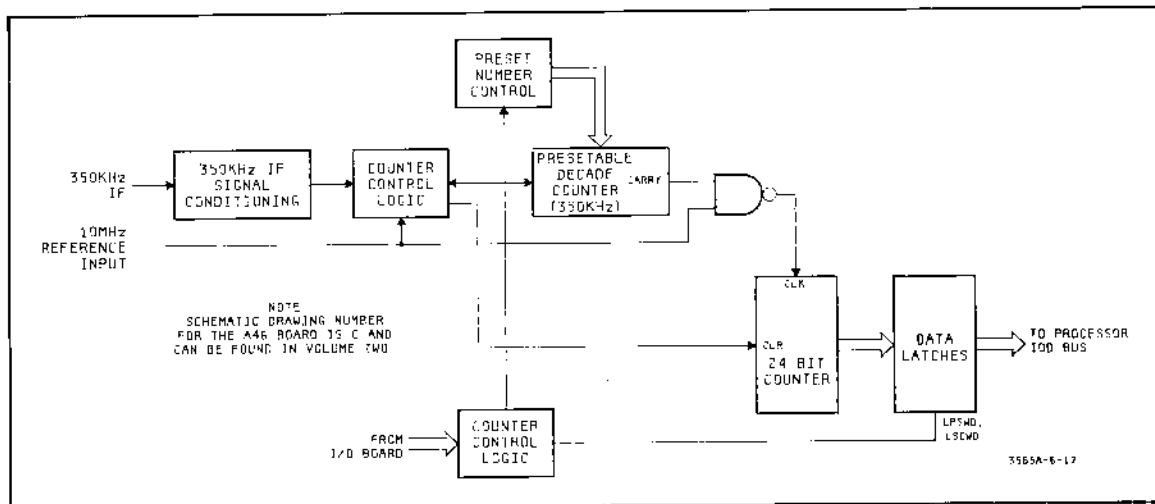 PRESET
NUMBER
CONTROL
350KHz
IF
350KHz IF
SIGNAL
CONDITIONING
COUNTER
CONTROL
LOGIC
PRESETABLE
DECADE
COUNTER
(350KHz)
CARRY
10MHz
REFERENCE
INPUT
NOTE
SCHEMATIC DRAWING NUMBER
FOR THE A46 BOARD IS C AND
CAN BE FOUND IN VOLUME TWO
CLK
CLR
24 BIT
COUNTER
DATA
LATCHES
TO PROCESSOR
IOD BUS
LPSWD,
LSCWD
FROM
I/O BOARD
COUNTER
CONTROL
LOGIC